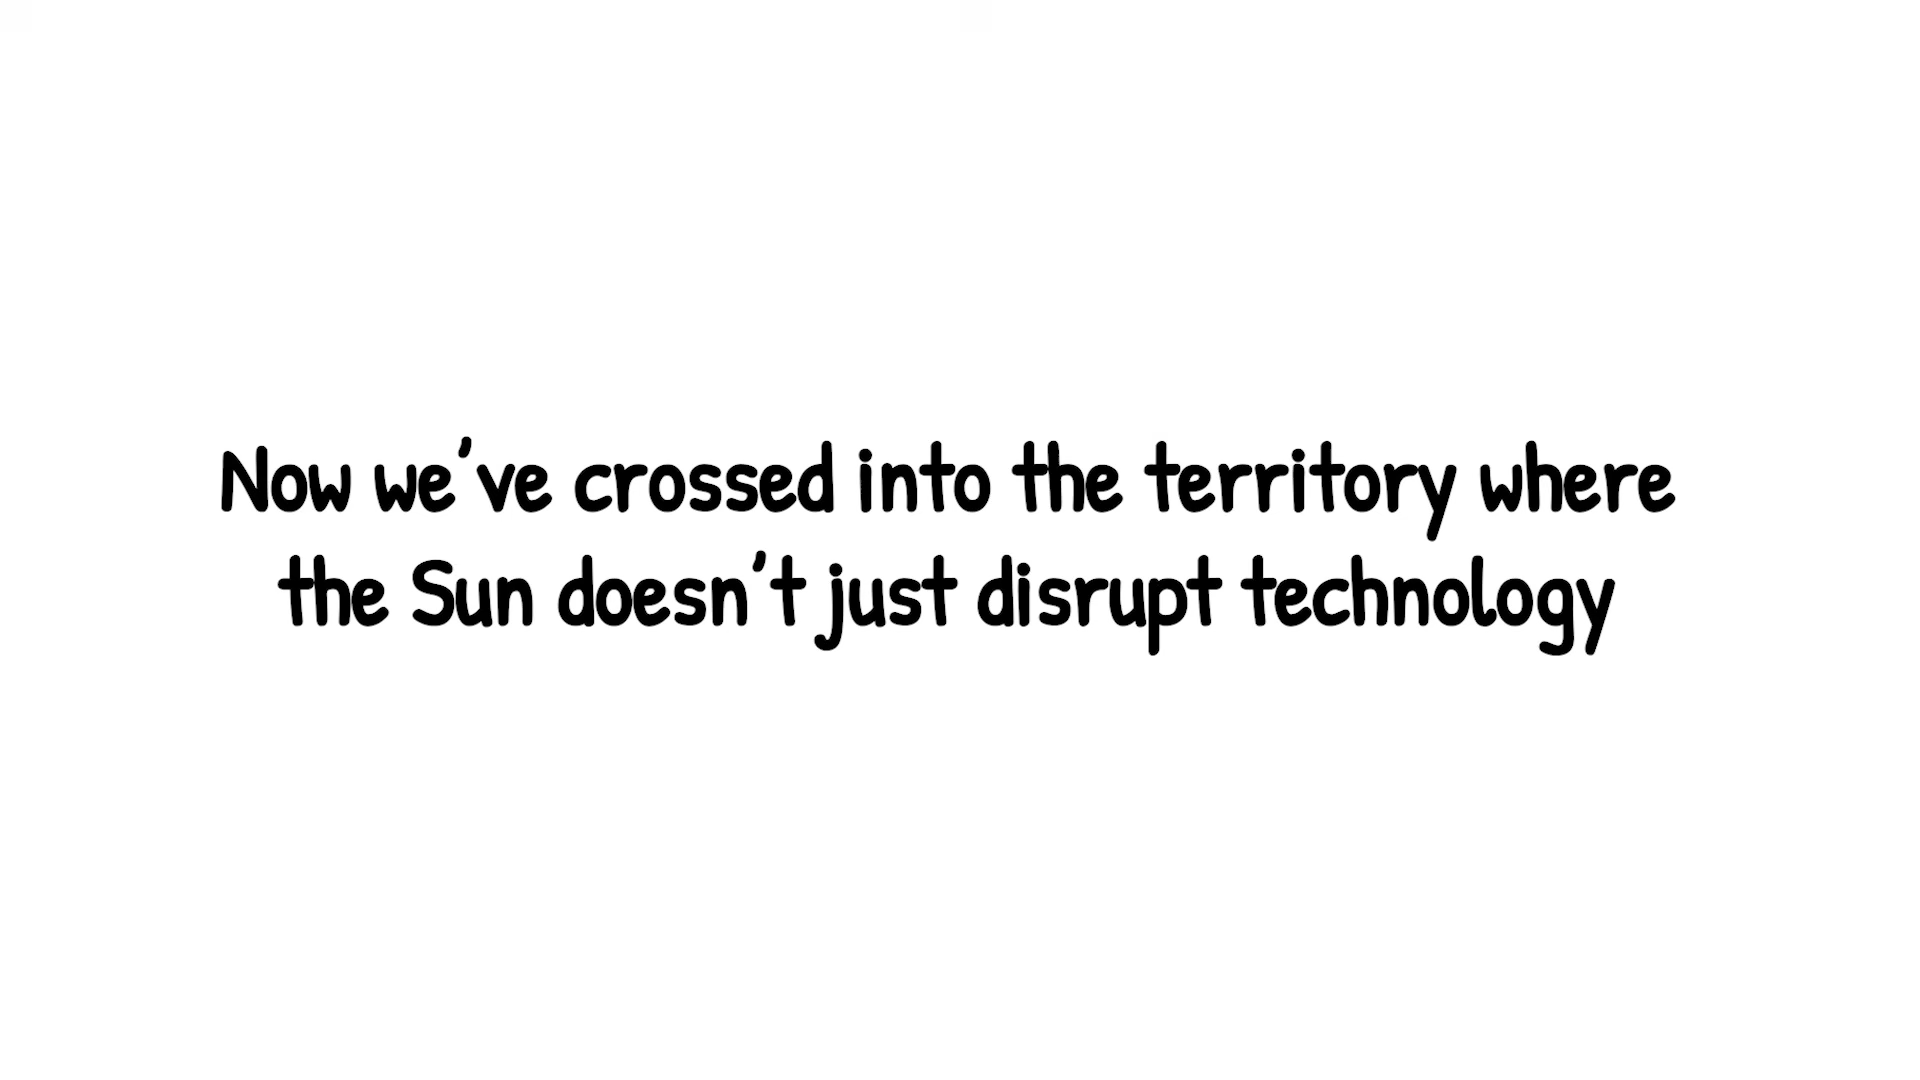 Now we've crossed into the territory where
the Sun doesn't just disrupt technology